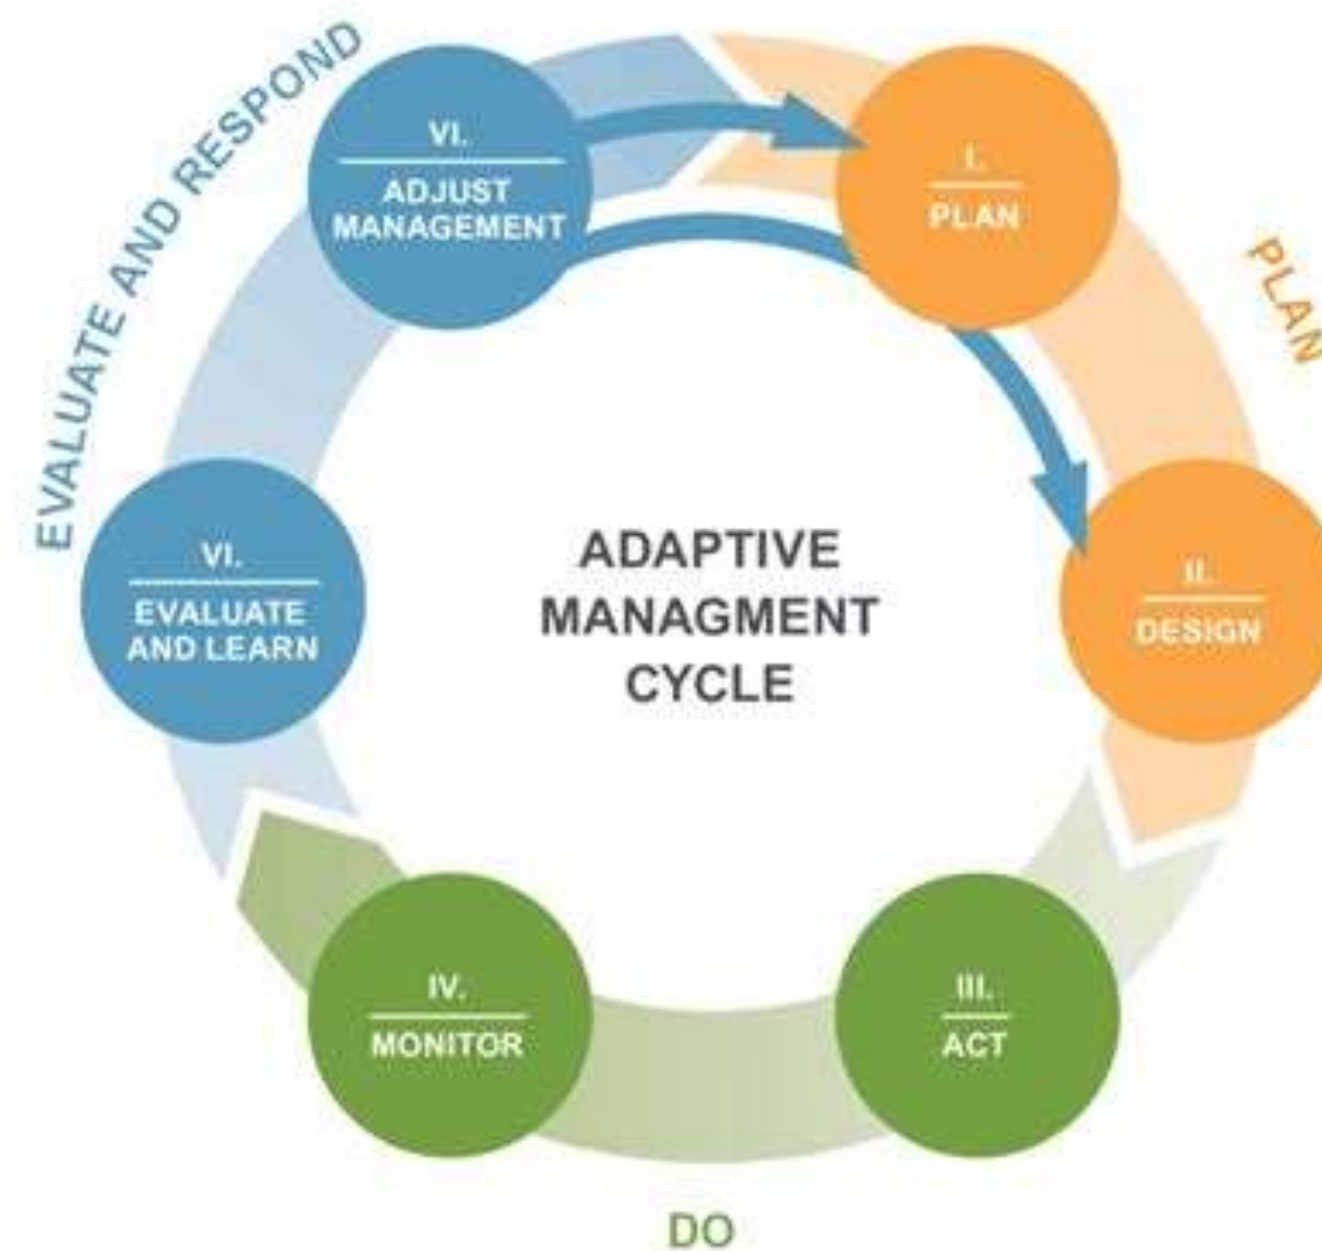 EVALUATE AND RESPOND
PLAN
VI.
ADJUST
MANAGEMENT
I.
PLAN
VI.
EVALUATE
AND LEARN
ADAPTIVE
MANAGMENT
CYCLE
II.
DESIGN
IV.
MONITOR
III.
ACT
DO